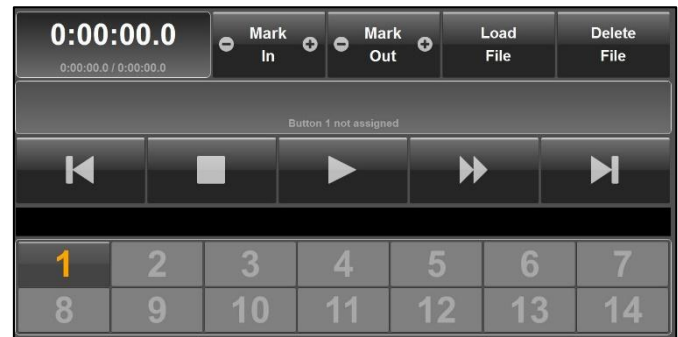 0:00:00.0
0:00:00.0 / 0:00:00.0
Mark
In
Mark
Out
Load
File
Delete
File
Button 1 not assigned
1 2 3 4 5 6 7
8 9 10 11 12 13 14